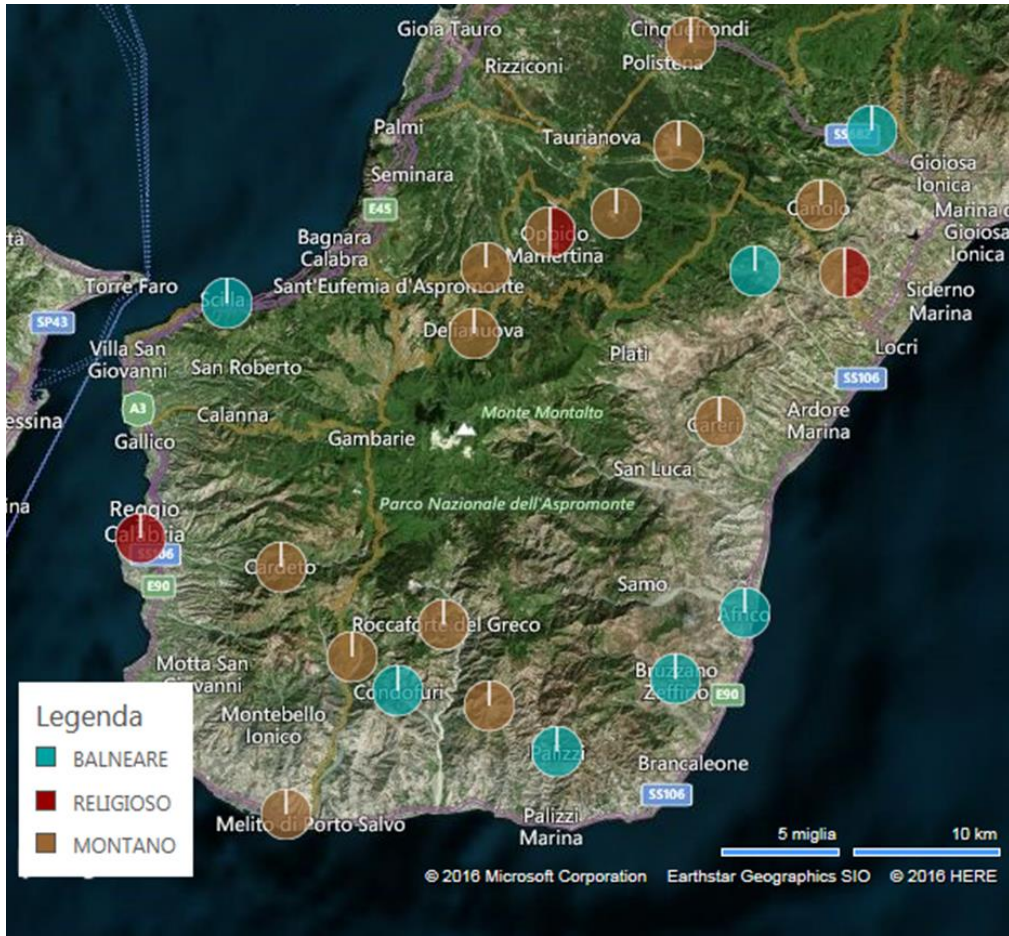 Gioia Tauro
Cinquefrondi
Rizziconi
Polistena
Palmi
Taurianova
Seminara
Gioiosa
Ionica
E45
Canolo
Marina d
Gioiosa
Ionica
Bagnara
Calabra
Oppido
Mamertina
Torre Faro
Sant'Eufemia d'Aspromonte
Scilla
Siderno
Marina
SP43
Delianuova
Villa San
Giovanni
San Roberto
Plati
Locri
SS106
A3
Calanna
Monte Montalto
Ardore
Marina
essina
Gallico
Gambarie
Careri
San Luca
Parco Nazionale dell'Aspromonte
ina
Reggio
Calabria
SS106
Cardeto
E90
Samo
Africo
Roccaforte del Greco
Motta San
Giovanni
Condofuri
Bruzzano
Zeffirio
E90
Montebello
Ionico
Palizzi
Brancaleone
SS106
Melito di Porto Salvo
Palizzi
Marina
Legenda
BALNEARE
RELIGIOSO
MONTANO
5 miglia
10 km
© 2016 Microsoft Corporation Earthstar Geographics SIO © 2016 HERE